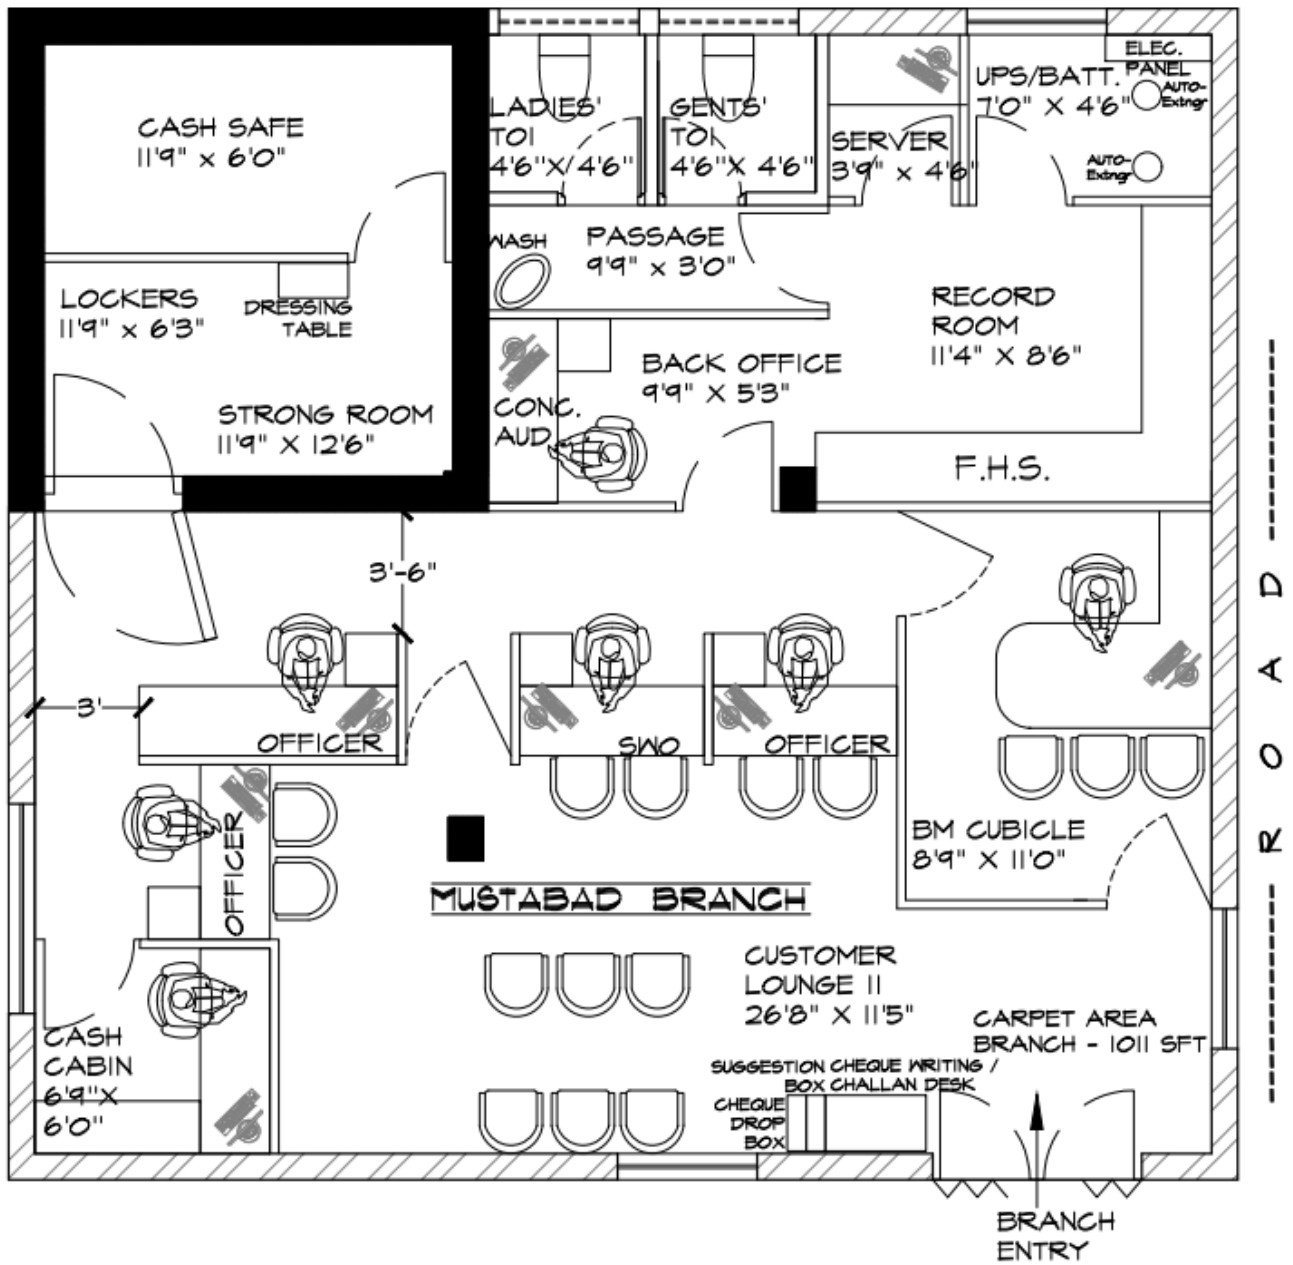 CASH SAFE
11'9" x 6'0"
LADIES'
TOI
4'6"X 4'6"
GENTS'
TOI
4'6"X 4'6"
SERVER
3'9" x 4'6"
UPS/BATT.
7'0" X 4'6"
ELEC.
PANEL
AUTO-
Extngr
AUTO-
Extngr
WASH
PASSAGE
9'9" x 3'0"
LOCKERS
11'9" x 6'3"
DRESSING
TABLE
RECORD
ROOM
11'4" X 8'6"
BACK OFFICE
9'9" X 5'3"
STRONG ROOM
11'9" X 12'6"
CONC.
AUD.
F.H.S.
3'-6"
3'
OFFICER
SWO
OFFICER
OFFICER
BM CUBICLE
8'9" X 11'0"
ROAD
MUSTABAD BRANCH
CUSTOMER
LOUNGE II
26'8" X 11'5"
CARPET AREA
BRANCH - 1011 SFT
CASH
CABIN
6'9"X
6'0"
SUGGESTION
BOX
CHEQUE WRITING /
CHALLAN DESK
CHEQUE
DROP
BOX
BRANCH
ENTRY